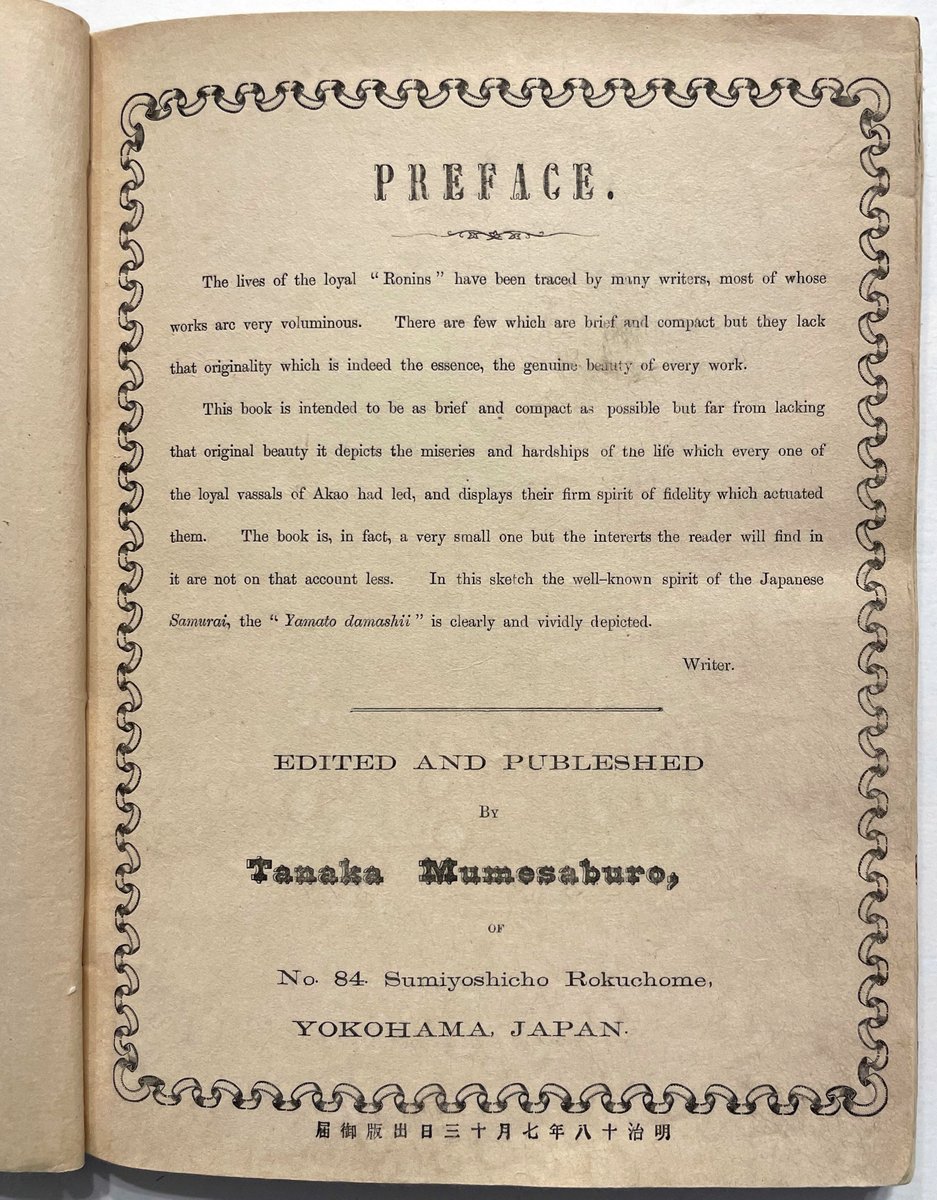 PREFACE.
The lives of the loyal “Ronins” have been traced by many writers, most of whose
works are very voluminous. There are few which are brief and compact but they lack
that originality which is indeed the essence, the genuine beauty of every work.
This book is intended to be as brief and compact as possible but far from lacking
that original beauty it depicts the miseries and hardships of the life which every one of
the loyal vassals of Akao had led, and displays their firm spirit of fidelity which actuated
them. The book is, in fact, a very small one but the intererts the reader will find in
it are not on that account less. In this sketch the well-known spirit of the Japanese
Samurai, the “Yamato damashii” is clearly and vividly depicted.
Writer.
EDITED AND PUBLESHED
BY
Tanaka Mumesaburo,
OF
No. 84. Sumiyoshicho Rokuchome,
YOKOHAMA, JAPAN.
明治十八年七月十三日出版御届